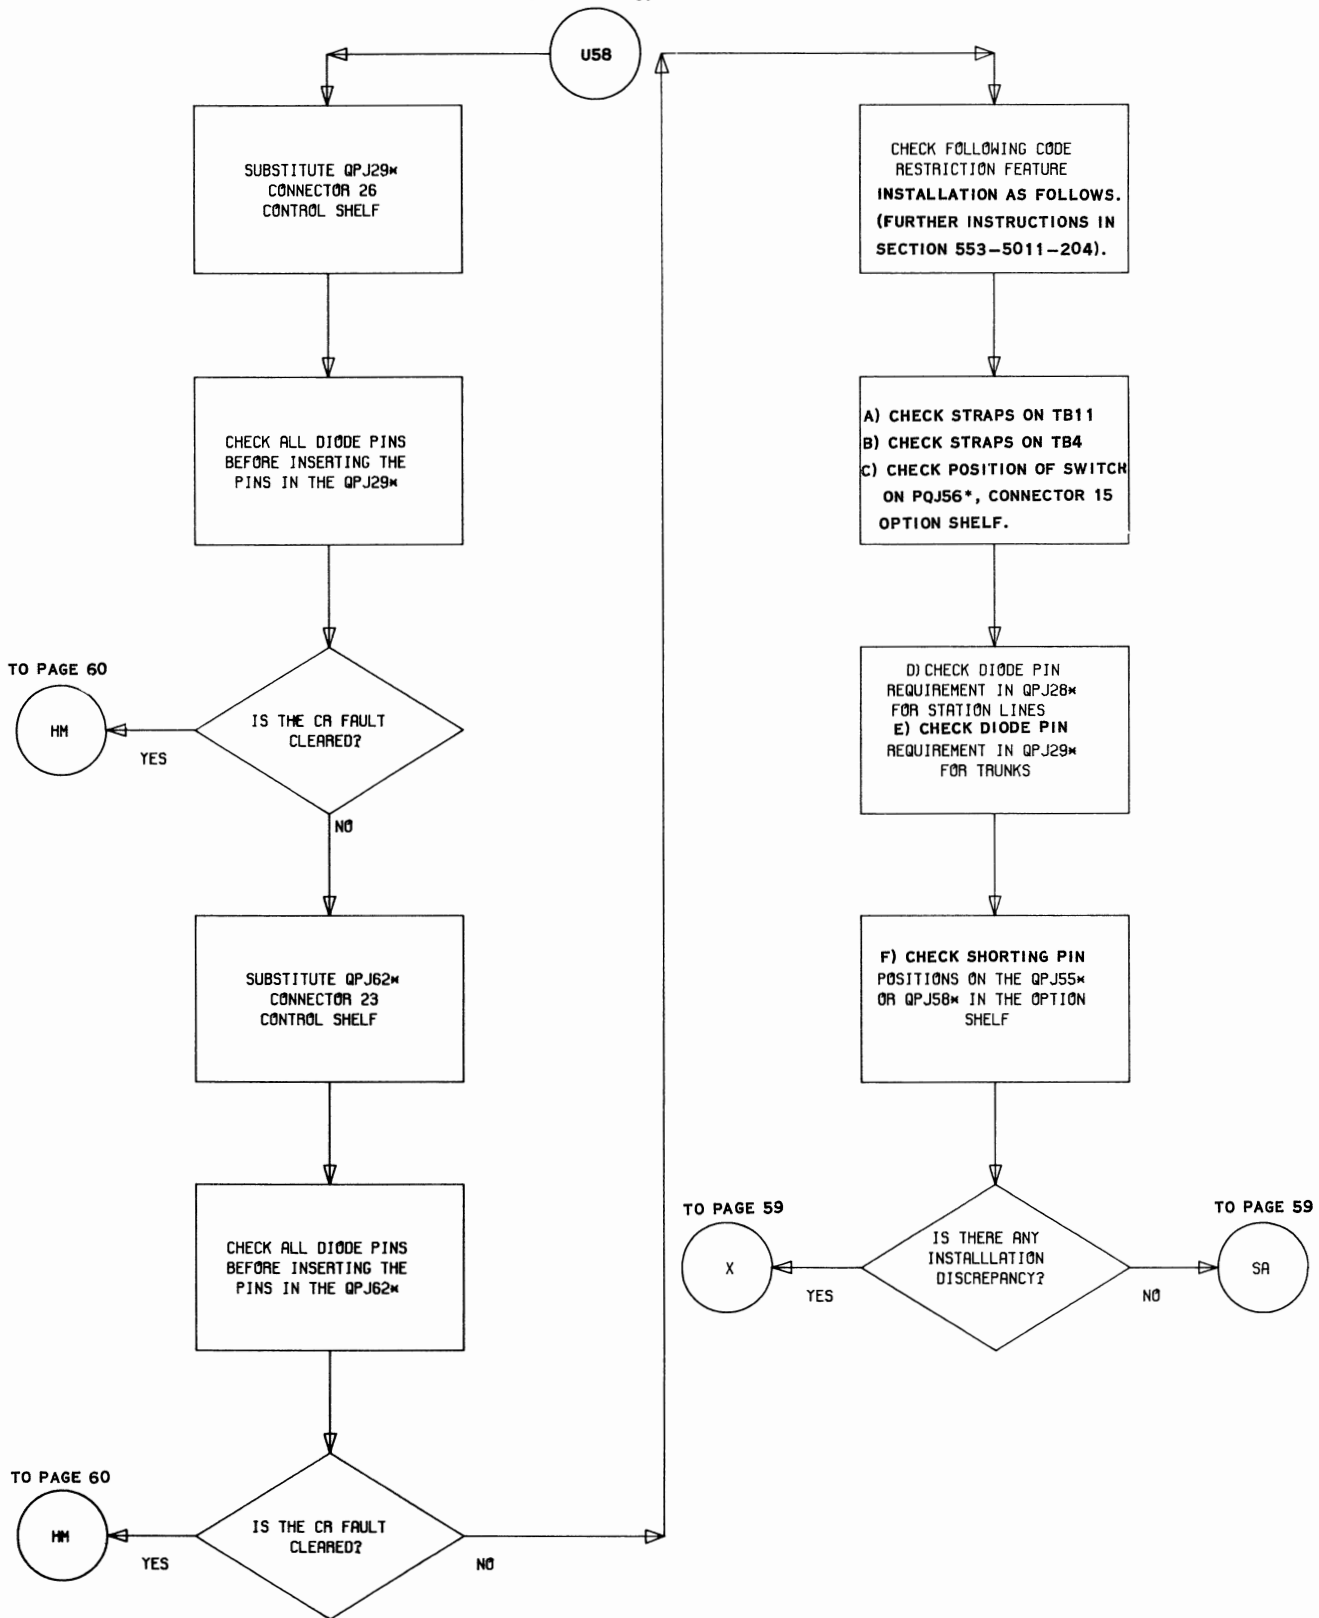 U58
SUBSTITUTE QPJ29*
CONNECTOR 26
CONTROL SHELF
CHECK ALL DIODE PINS
BEFORE INSERTING THE
PINS IN THE QPJ29*
TO PAGE 60
HM
YES
IS THE CR FAULT
CLEARED?
NO
SUBSTITUTE QPJ62*
CONNECTOR 23
CONTROL SHELF
CHECK ALL DIODE PINS
BEFORE INSERTING THE
PINS IN THE QPJ62*
TO PAGE 60
HM
YES
IS THE CR FAULT
CLEARED?
NO
CHECK FOLLOWING CODE
RESTRICTION FEATURE
INSTALLATION AS FOLLOWS.
(FURTHER INSTRUCTIONS IN
SECTION 553-5011-204).
A) CHECK STRAPS ON TB11
B) CHECK STRAPS ON TB4
C) CHECK POSITION OF SWITCH
ON PQJ56*, CONNECTOR 15
OPTION SHELF.
D) CHECK DIODE PIN
REQUIREMENT IN QPJ28*
FOR STATION LINES
E) CHECK DIODE PIN
REQUIREMENT IN QPJ29*
FOR TRUNKS
F) CHECK SHORTING PIN
POSITIONS ON THE QPJ55*
OR QPJ58* IN THE OPTION
SHELF
TO PAGE 59
X
YES
IS THERE ANY
INSTALLLATION
DISCREPANCY?
NO
TO PAGE 59
SA